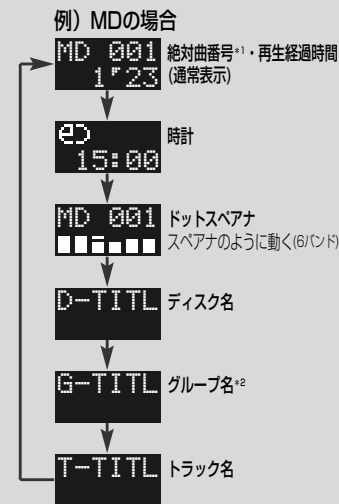 例）MDの場合
MD 001 絶対曲番号*1・再生経過時間
1"23 (通常表示)
時計
15:00
MD 001 ドットスペアナ
スペアナのように動く(6バンド)
D-TITL ディスク名
G-TITL グループ名*2
T-TITL トラック名